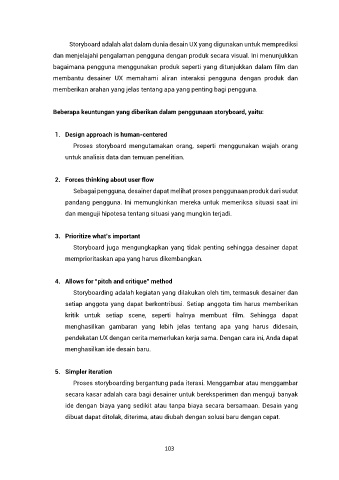 Storyboard adalah alat dalam dunia desain UX yang digunakan untuk memprediksi
dan menjelajahi pengalaman pengguna dengan produk secara visual. Ini menunjukkan
bagaimana pengguna menggunakan produk seperti yang ditunjukkan dalam film dan
membantu desainer UX memahami aliran interaksi pengguna dengan produk dan
memberikan arahan yang jelas tentang apa yang penting bagi pengguna.
Beberapa keuntungan yang diberikan dalam penggunaan storyboard, yaitu:
1. Design approach is human-centered
Proses storyboard mengutamakan orang, seperti menggunakan wajah orang
untuk analisis data dan temuan penelitian.
2. Forces thinking about user flow
Sebagai pengguna, desainer dapat melihat proses penggunaan produk dari sudut
pandang pengguna. Ini memungkinkan mereka untuk memeriksa situasi saat ini
dan menguji hipotesa tentang situasi yang mungkin terjadi.
3. Prioritize what's important
Storyboard juga mengungkapkan yang tidak penting sehingga desainer dapat
memprioritaskan apa yang harus dikembangkan.
4. Allows for "pitch and critique" method
Storyboarding adalah kegiatan yang dilakukan oleh tim, termasuk desainer dan
setiap anggota yang dapat berkontribusi. Setiap anggota tim harus memberikan
kritik untuk setiap scene, seperti halnya membuat film. Sehingga dapat
menghasilkan gambaran yang lebih jelas tentang apa yang harus didesain,
pendekatan UX dengan cerita memerlukan kerja sama. Dengan cara ini, Anda dapat
menghasilkan ide desain baru.
5. Simpler iteration
Proses storyboarding bergantung pada iterasi. Menggambar atau menggambar
secara kasar adalah cara bagi desainer untuk bereksperimen dan menguji banyak
ide dengan biaya yang sedikit atau tanpa biaya secara bersamaan. Desain yang
dibuat dapat ditolak, diterima, atau diubah dengan solusi baru dengan cepat.
103